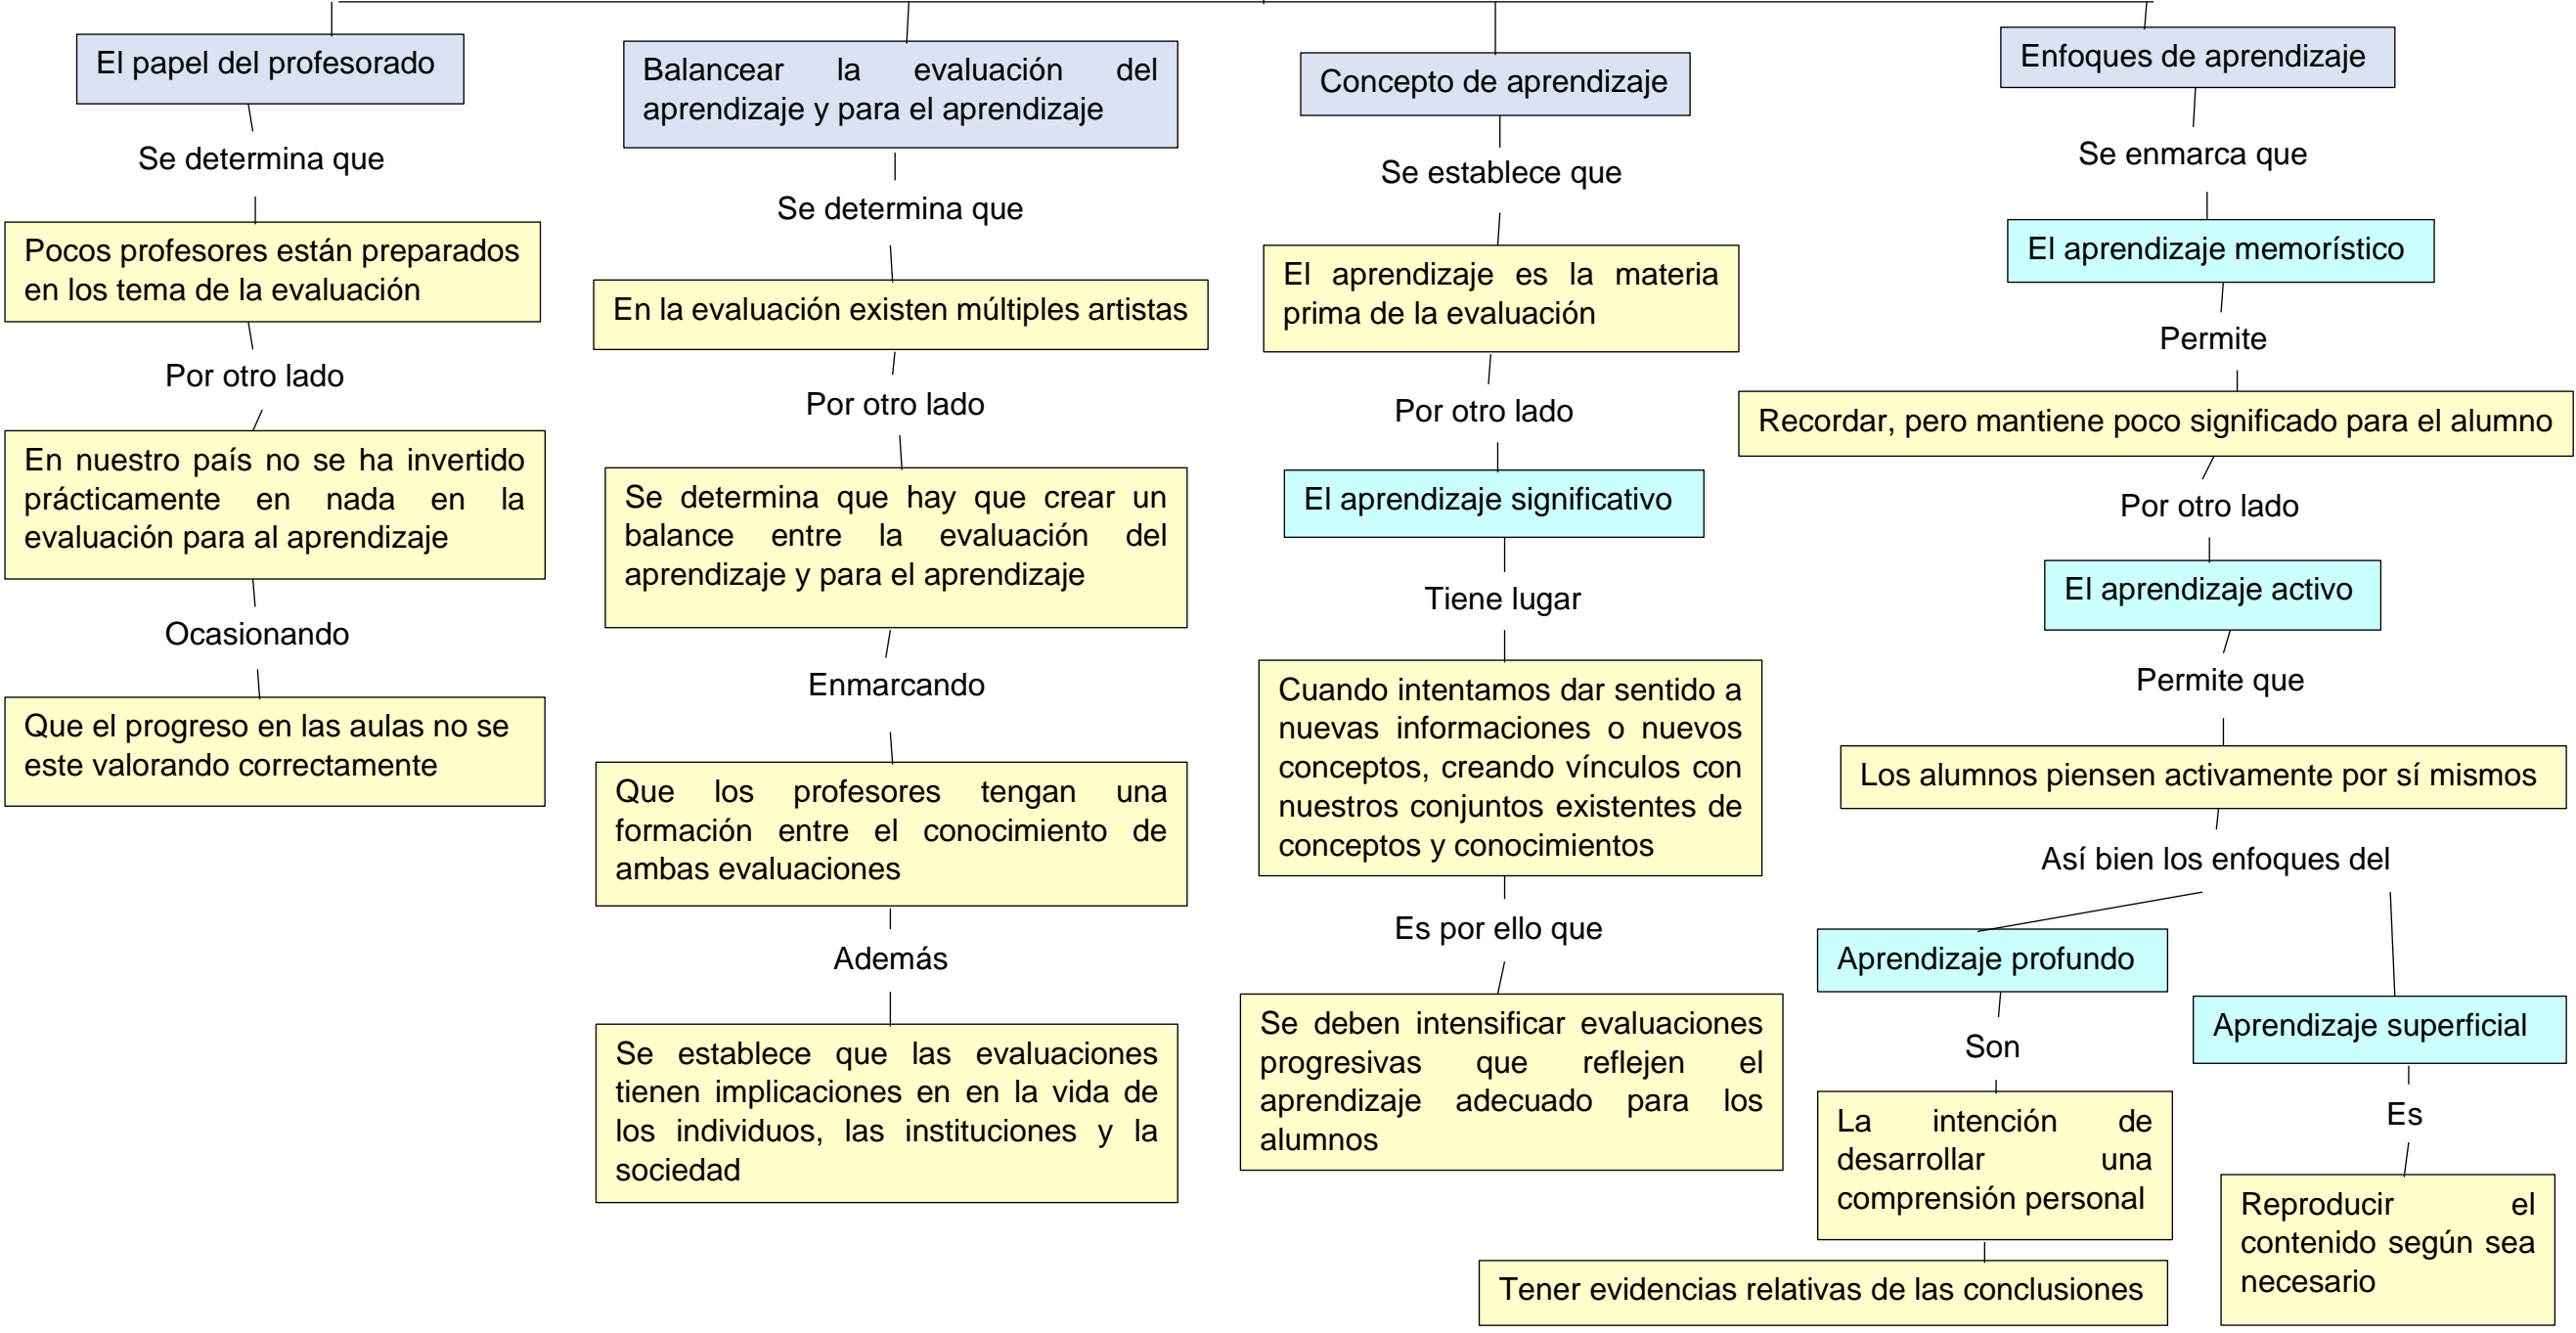 El papel del profesorado
Se determina que
Pocos profesores están preparados
en los tema de la evaluación
Por otro lado
En nuestro país no se ha invertido
prácticamente en nada en la
evaluación para al aprendizaje
Ocasionando
Que el progreso en las aulas no se
este valorando correctamente
Balancear la evaluación del
aprendizaje y para el aprendizaje
Se determina que
En la evaluación existen múltiples artistas
Por otro lado
Se determina que hay que crear un
balance entre la evaluación del
aprendizaje y para el aprendizaje
Enmarcando
Que los profesores tengan una
formación entre el conocimiento de
ambas evaluaciones
Además
Se establece que las evaluaciones
tienen implicaciones en en la vida de
los individuos, las instituciones y la
sociedad
Concepto de aprendizaje
Se establece que
El aprendizaje es la materia
prima de la evaluación
Por otro lado
El aprendizaje significativo
Tiene lugar
Cuando intentamos dar sentido a
nuevas informaciones o nuevos
conceptos, creando vínculos con
nuestros conjuntos existentes de
conceptos y conocimientos
Es por ello que
Se deben intensificar evaluaciones
progresivas que reflejen el
aprendizaje adecuado para los
alumnos
Enfoques de aprendizaje
Se enmarca que
El aprendizaje memorístico
Permite
Recordar, pero mantiene poco significado para el alumno
Por otro lado
El aprendizaje activo
Permite que
Los alumnos piensen activamente por sí mismos
Así bien los enfoques del
Aprendizaje profundo
Son
La intención de
desarrollar una
comprensión personal
Tener evidencias relativas de las conclusiones
Aprendizaje superficial
Es
Reproducir el
contenido según sea
necesario